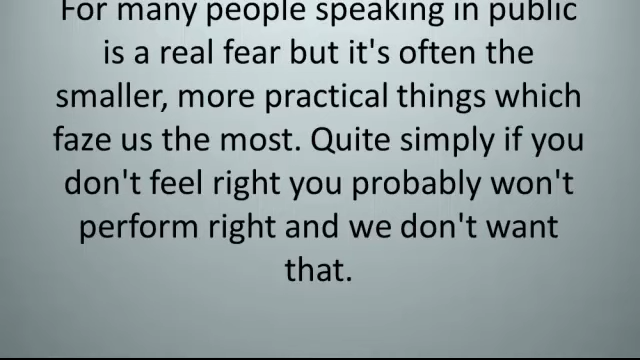 For many people speaking in public
is a real fear but it's often the
smaller, more practical things which
faze us the most. Quite simply if you
don't feel right you probably won't
perform right and we don't want
that.